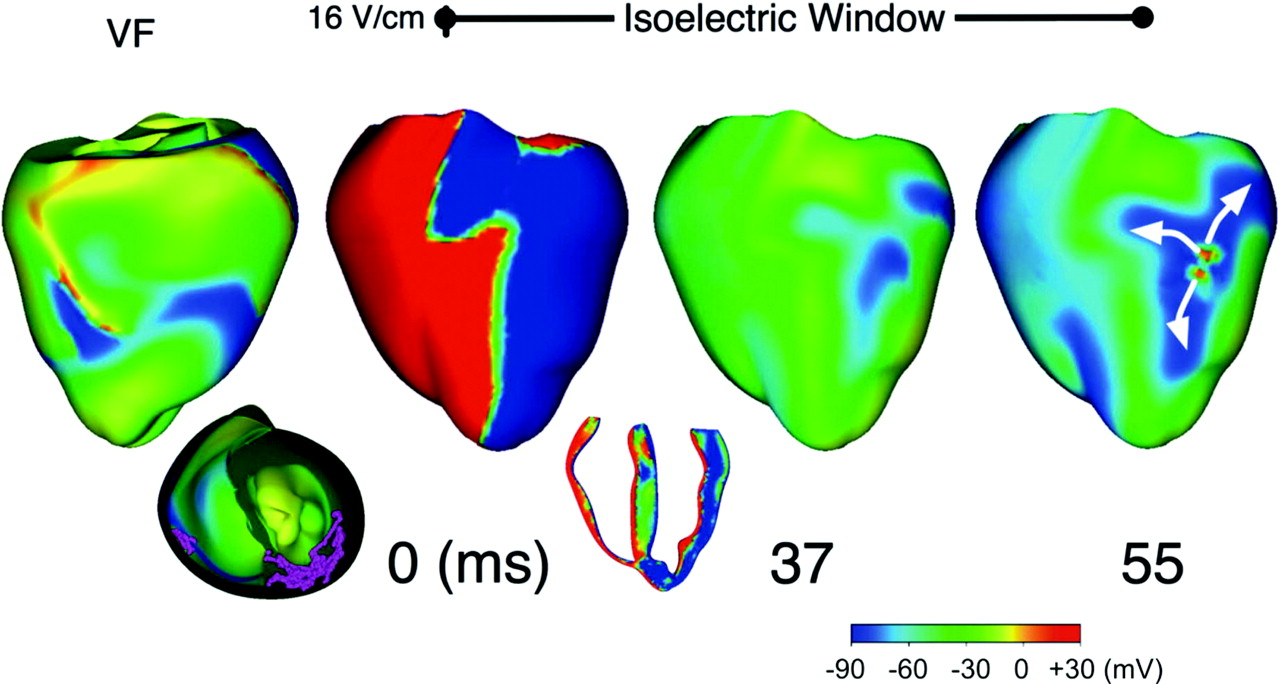 VF
16 V/cm
Isoelectric Window
0 (ms)
37
55
-90 -60 -30 0 +30 (mV)